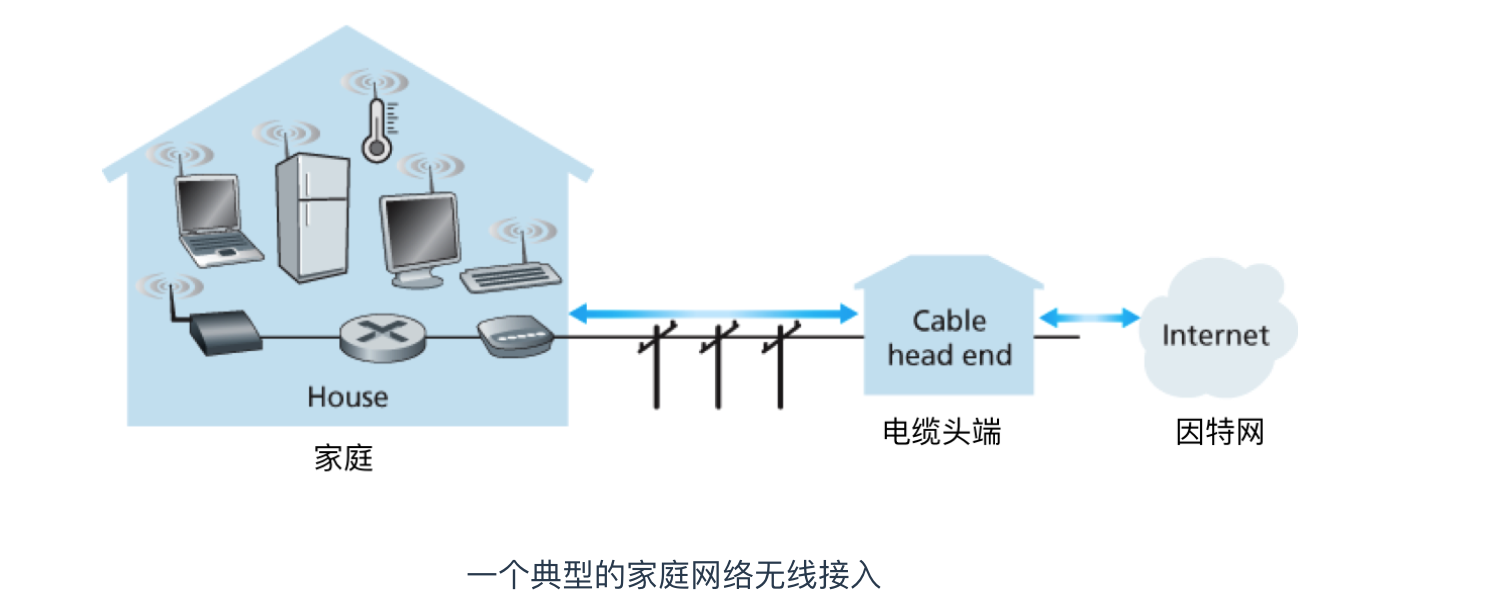 House
家庭
Cable
head end
电缆头端
Internet
因特网
一个典型的家庭网络无线接入